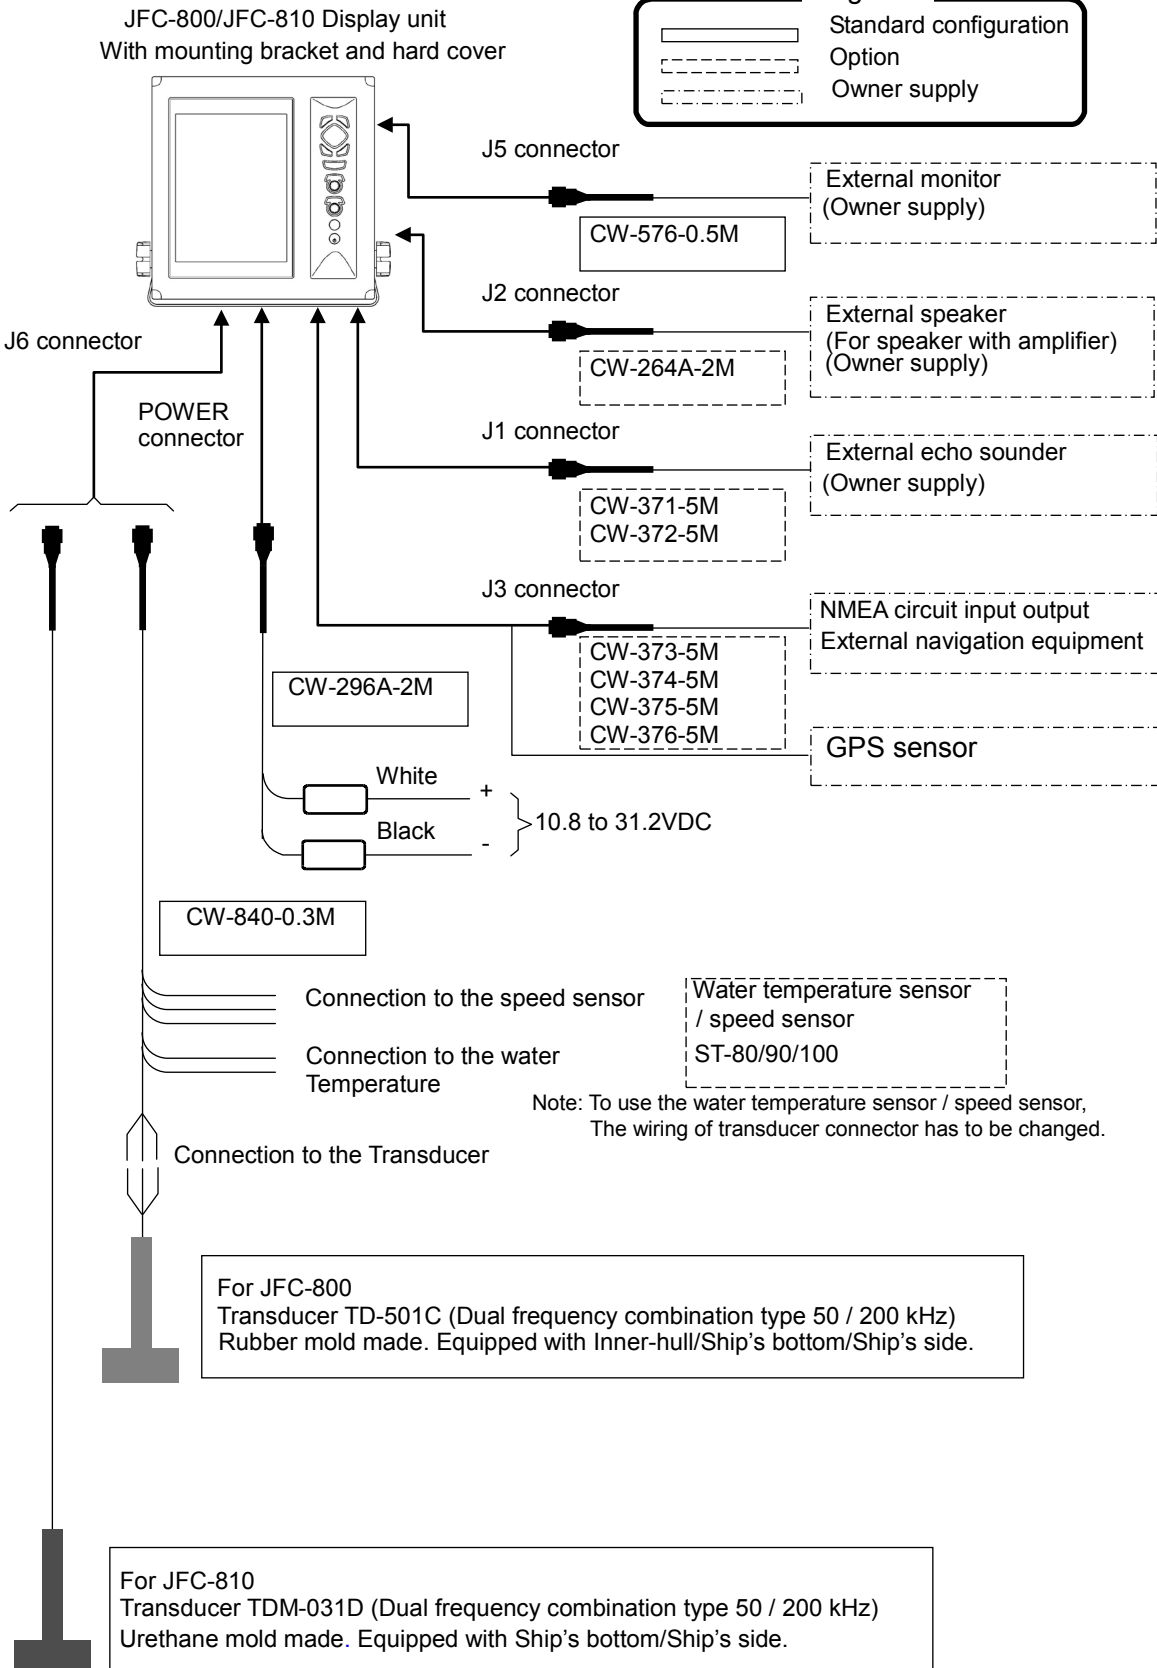 JFC-800/JFC-810 Display unit
With mounting bracket and hard cover
Standard configuration
Option
Owner supply
J5 connector
External monitor
(Owner supply)
CW-576-0.5M
J2 connector
External speaker
(For speaker with amplifier)
(Owner supply)
CW-264A-2M
J6 connector
POWER
connector
J1 connector
External echo sounder
(Owner supply)
CW-371-5M
CW-372-5M
J3 connector
NMEA circuit input output
External navigation equipment
CW-373-5M
CW-374-5M
CW-375-5M
CW-376-5M
GPS sensor
CW-296A-2M
White
+
10.8 to 31.2VDC
Black
-
CW-840-0.3M
Connection to the speed sensor
Water temperature sensor
/ speed sensor
ST-80/90/100
Connection to the water
Temperature
Note: To use the water temperature sensor / speed sensor,
The wiring of transducer connector has to be changed.
Connection to the Transducer
For JFC-800
Transducer TD-501C (Dual frequency combination type 50 / 200 kHz)
Rubber mold made. Equipped with Inner-hull/Ship's bottom/Ship's side.
For JFC-810
Transducer TDM-031D (Dual frequency combination type 50 / 200 kHz)
Urethane mold made. Equipped with Ship's bottom/Ship's side.